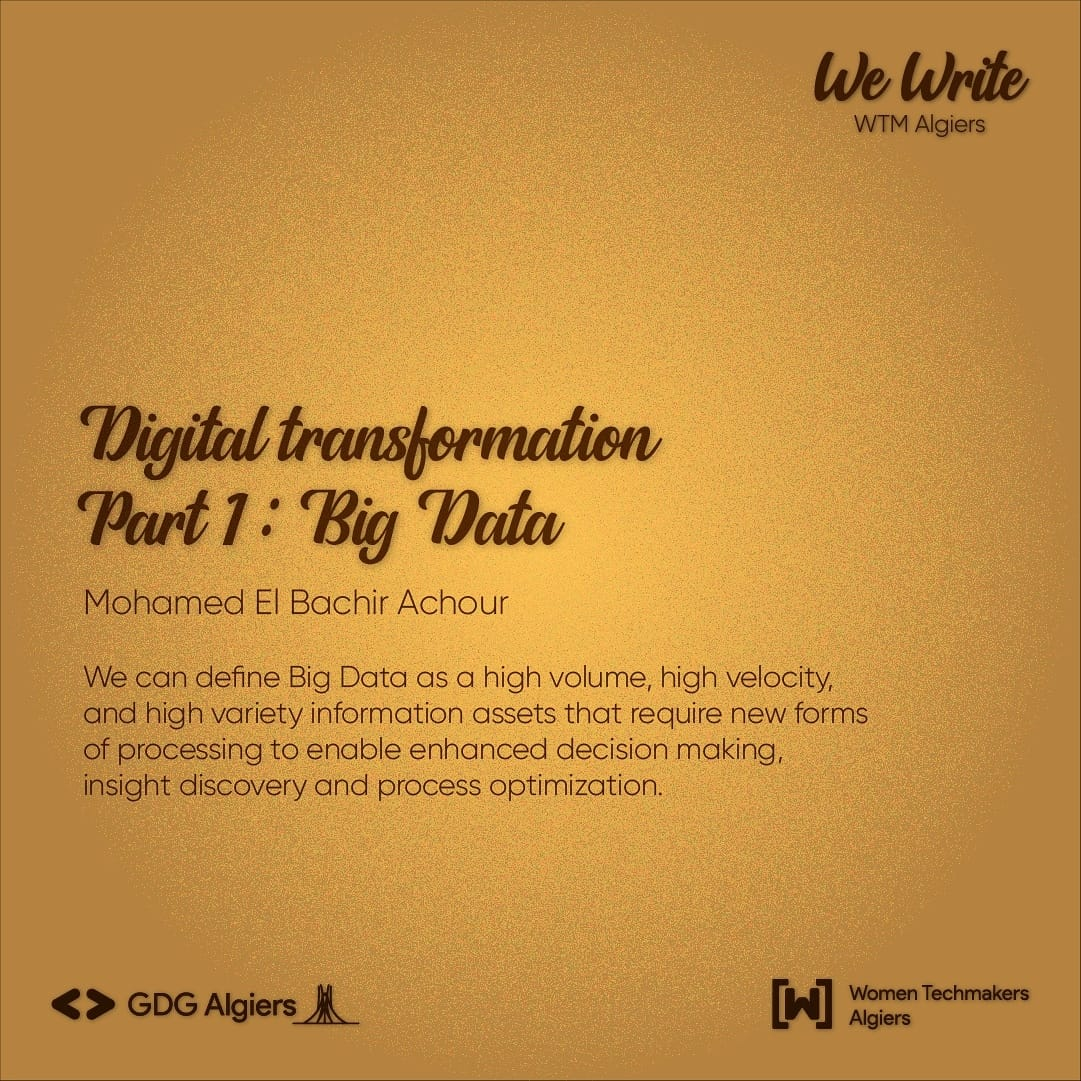 We Write
WTM Algiers
Digital transformation
Part 1 : Big Data
Mohamed El Bachir Achour
We can define Big Data as a high volume, high velocity,
and high variety information assets that require new forms
of processing to enable enhanced decision making,
insight discovery and process optimization.
GDG Algiers
Women Techmakers
Algiers